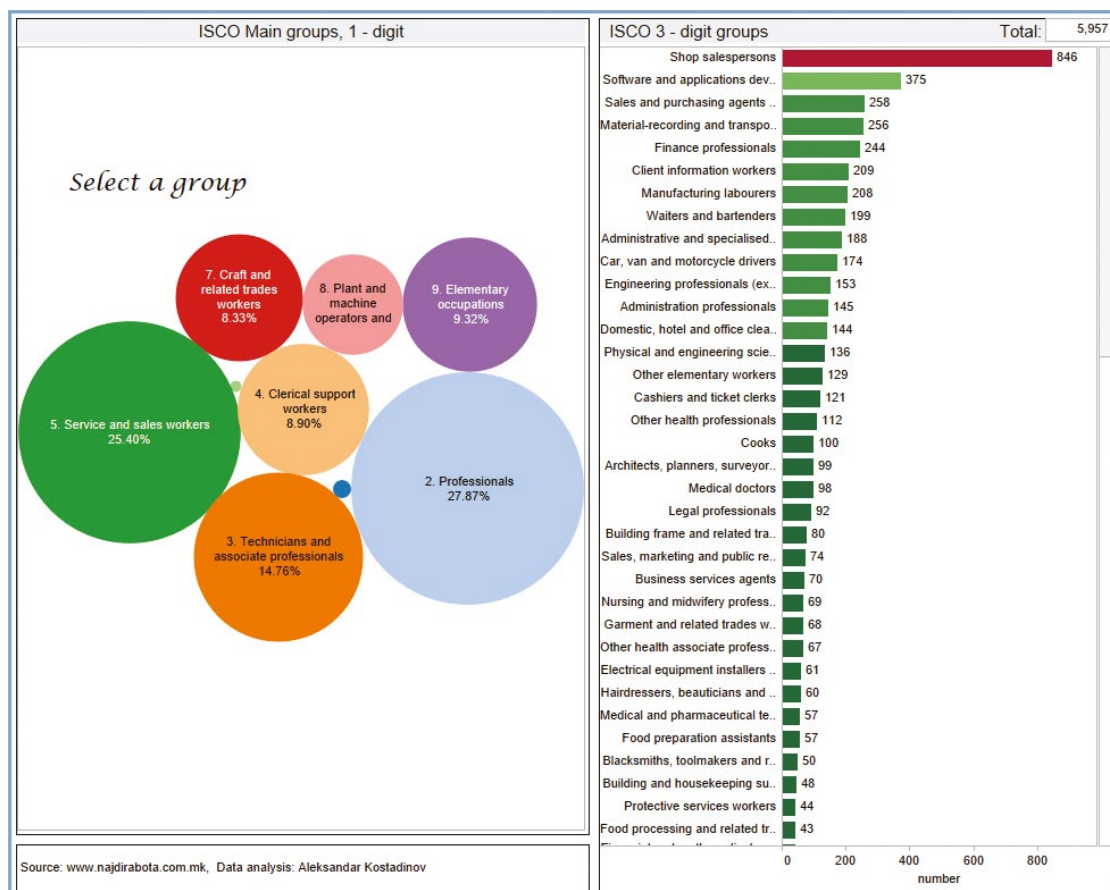 ISCO Main groups, 1 - digit
Select a group
7. Craft and
related trades
workers
8.33%
8. Plant and
machine
operators and
9. Elementary
occupations
9.32%
5. Service and sales workers
25.40%
4. Clerical support
workers
8.90%
2. Professionals
27.87%
3. Technicians and
associate professionals
14.76%
Source: www.najdirabota.com.mk, Data analysis: Aleksandar Kostadinov
ISCO 3 - digit groups Total: 5,957
Shop salespersons 846
Software and applications dev.. 375
Sales and purchasing agents .. 258
Material-recording and transpo.. 256
Finance professionals 244
Client information workers 209
Manufacturing labourers 208
Waiters and bartenders 199
Administrative and specialised.. 188
Car, van and motorcycle drivers 174
Engineering professionals (ex.. 153
Administration professionals 145
Domestic, hotel and office clea.. 144
Physical and engineering scie.. 136
Other elementary workers 129
Cashiers and ticket clerks 121
Other health professionals 112
Cooks 100
Architects, planners, surveyor.. 99
Medical doctors 98
Legal professionals 92
Building frame and related tra.. 80
Sales, marketing and public re.. 74
Business services agents 70
Nursing and midwifery profess.. 69
Garment and related trades w.. 68
Other health associate profess.. 67
Electrical equipment installers .. 61
Hairdressers, beauticians and .. 60
Medical and pharmaceutical te.. 57
Food preparation assistants 57
Blacksmiths, toolmakers and r.. 50
Building and housekeeping su.. 48
Protective services workers 44
Food processing and related tr.. 43
0 200 400 600 800
number